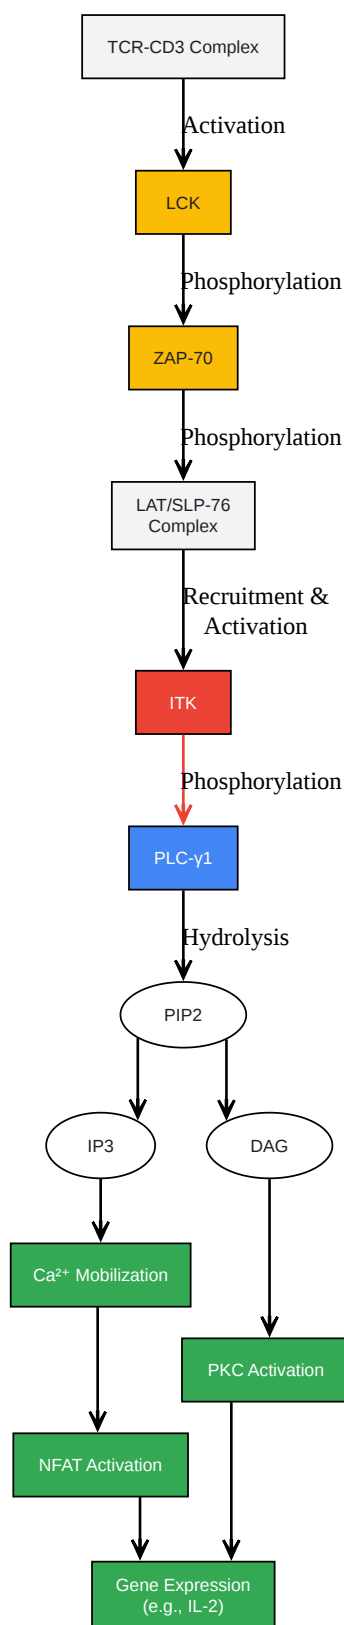 TCR-CD3 Complex
Activation
LCK
Phosphorylation
ZAP-70
Phosphorylation
LAT/SLP-76
Complex
Recruitment &
Activation
ITK
Phosphorylation
PLC-γ1
Hydrolysis
PIP2
IP3
DAG
Ca²⁺ Mobilization
PKC Activation
NFAT Activation
Gene Expression
(e.g., IL-2)